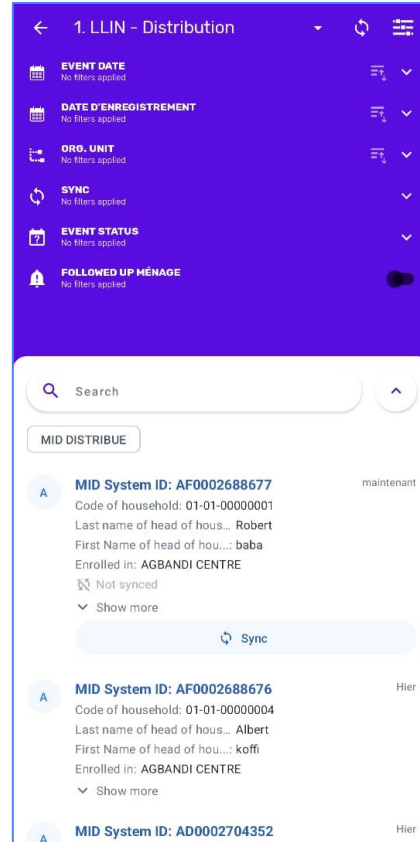 1. LLIN - Distribution
EVENT DATE
No filters applied
DATE D'ENREGISTREMENT
No filters applied
ORG. UNIT
No filters applied
SYNC
No filters applied
EVENT STATUS
No filters applied
FOLLOWED UP MÉNAGE
No filters applied
Search
MID DISTRIBUE
A
MID System ID: AF0002688677 maintenant
Code of household: 01-01-00000001
Last name of head of hous... Robert
First Name of head of hou...: baba
Enrolled in: AGBANDI CENTRE
Not synced
Show more
Sync
A
MID System ID: AF0002688676 Hier
Code of household: 01-01-00000004
Last name of head of hous... Albert
First Name of head of hou...: koffi
Enrolled in: AGBANDI CENTRE
Show more
A
MID System ID: AD0002704352 Hier